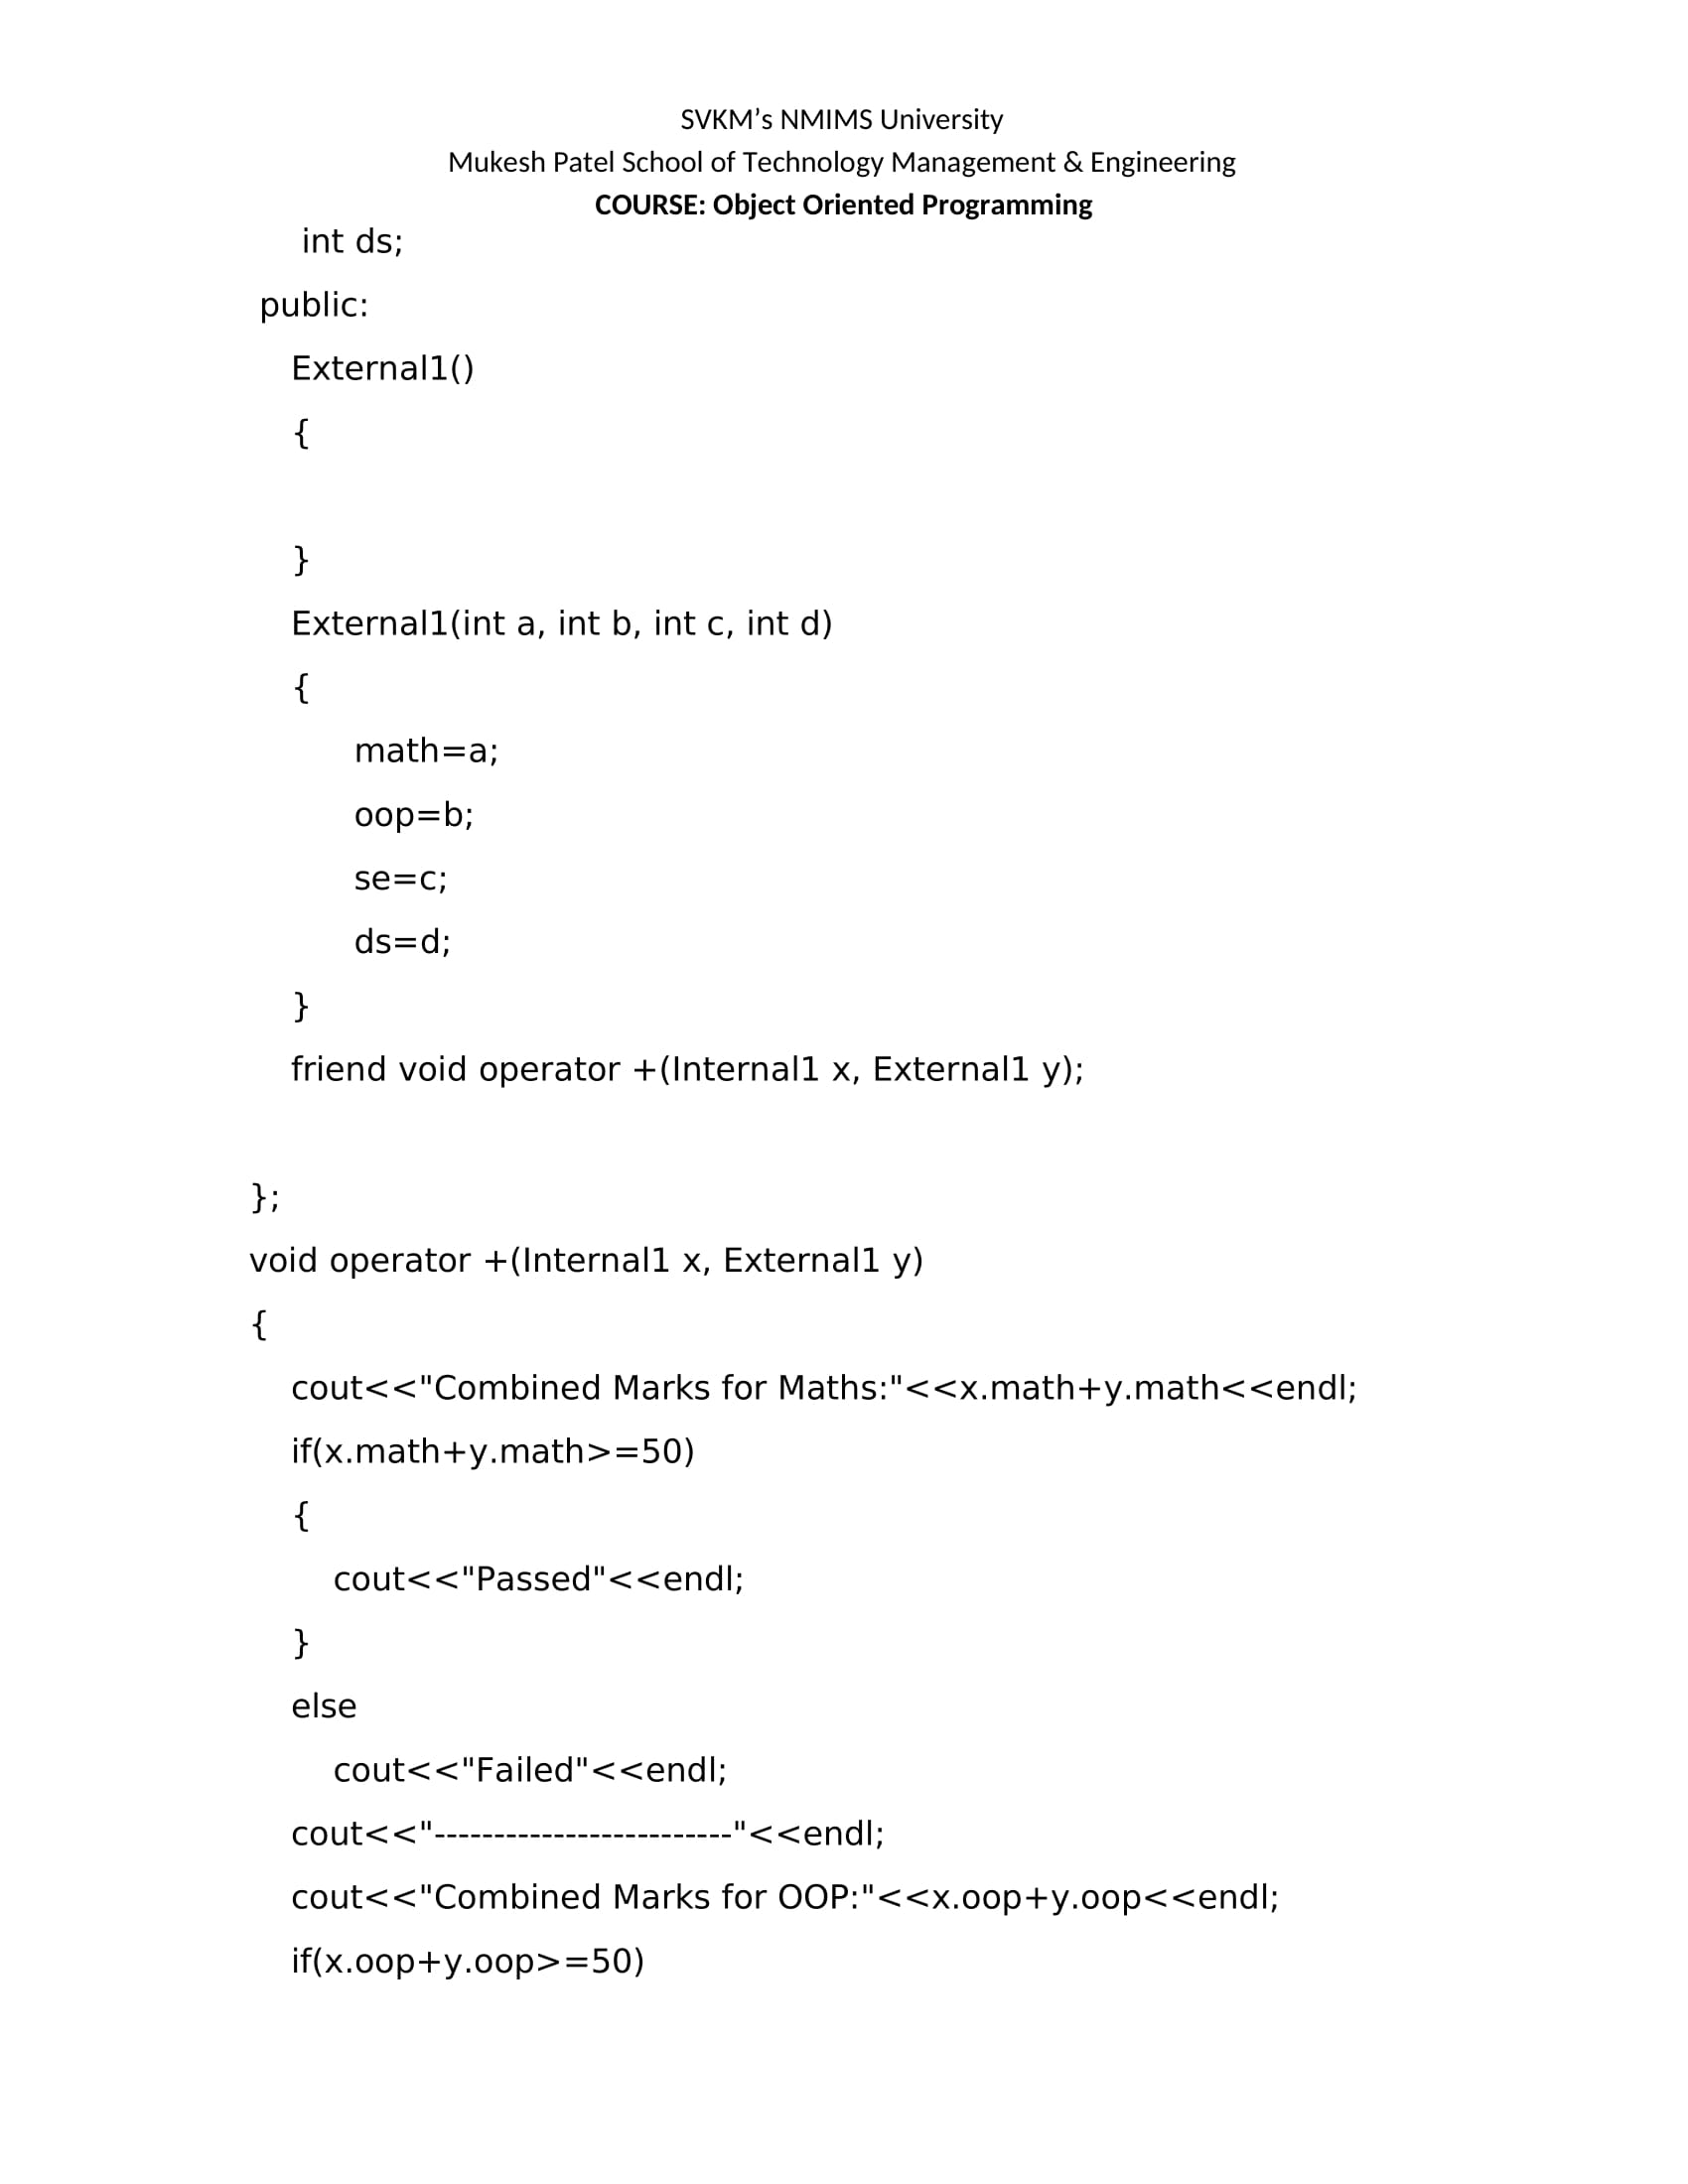 SVKM’s NMIMS University
Mukesh Patel School of Technology Management & Engineering
COURSE: Object Oriented Programming
int ds;
public:
External1()
{
}
External1(int a, int b, int c, int d)
{
math=a;
oop=b;
se=c;
ds=d;
}
friend void operator +(Internal1 x, External1 y);
};
void operator +(Internal1 x, External1 y)
{
cout<<"Combined Marks for Maths:"<<x.math+y.math<<endl;
if(x.math+y.math>=50)
{
cout<<"Passed"<<endl;
}
else
cout<<"Failed"<<endl;
cout<<"-------------------------"<<endl;
cout<<"Combined Marks for OOP:"<<x.oop+y.oop<<endl;
if(x.oop+y.oop>=50)